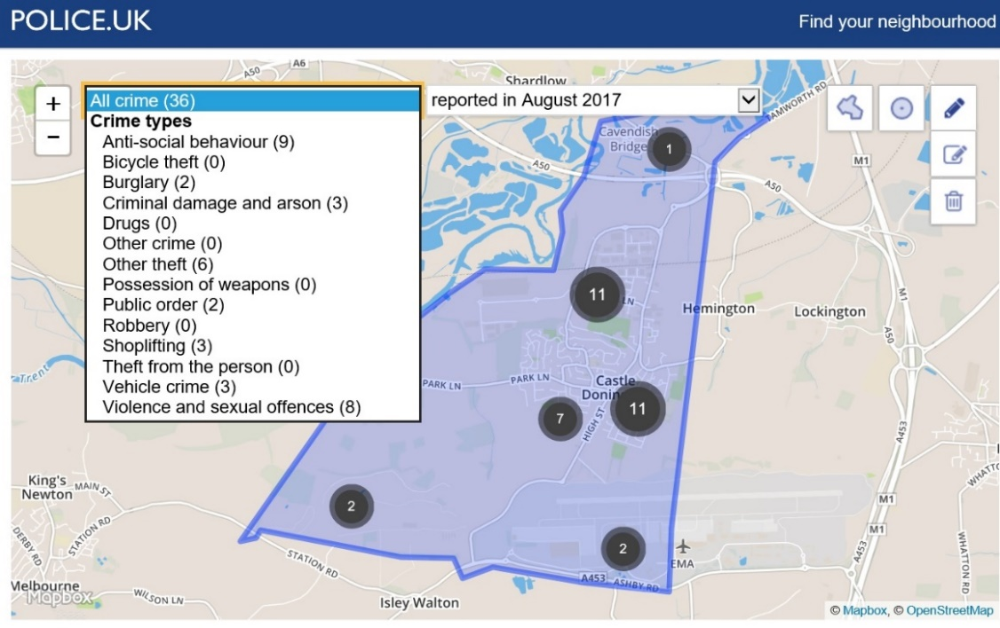 POLICE.UK
Find your neighbourhood
A50
A6
Shardlow
+
All crime (36)
reported in August 2017
TAMWORTH RD
Crime types
−
Anti-social behaviour (9)
Cavendish
Bridge
1
Bicycle theft (0)
A50
M1
Burglary (2)
A50
Criminal damage and arson (3)
Drugs (0)
Other crime (0)
Other theft (6)
Possession of weapons (0)
11
LN
M1
Public order (2)
Hemington
Lockington
Robbery (0)
A50
Shoplifting (3)
Theft from the person (0)
Trent
PARK LN
PARK LN
Castle
Vehicle crime (3)
Violence and sexual offences (8)
11
7
HIGH ST
A453
King's
Newton
MAIN ST
M1
2
STATION RD
DERBY RD
M1
2
STATION RD
EMA
A453
WHATTON RD
A453
ASHBY RD
Melbourne
Mapbox
WILSON LN
Isley Walton
© Mapbox, © OpenStreetMap